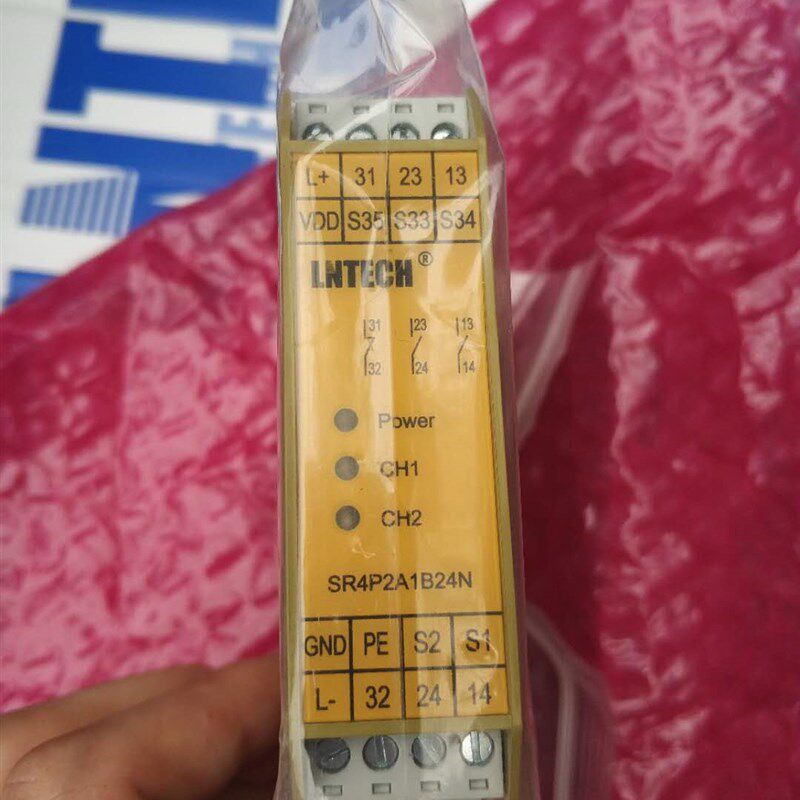 L+ 31 23 13
VDD S35 S33 S34
LNTECH®
31 23 13
32 24 14
Power
CH1
CH2
SR4P2A1B24N
GND PE S2 S1
L- 32 24 14